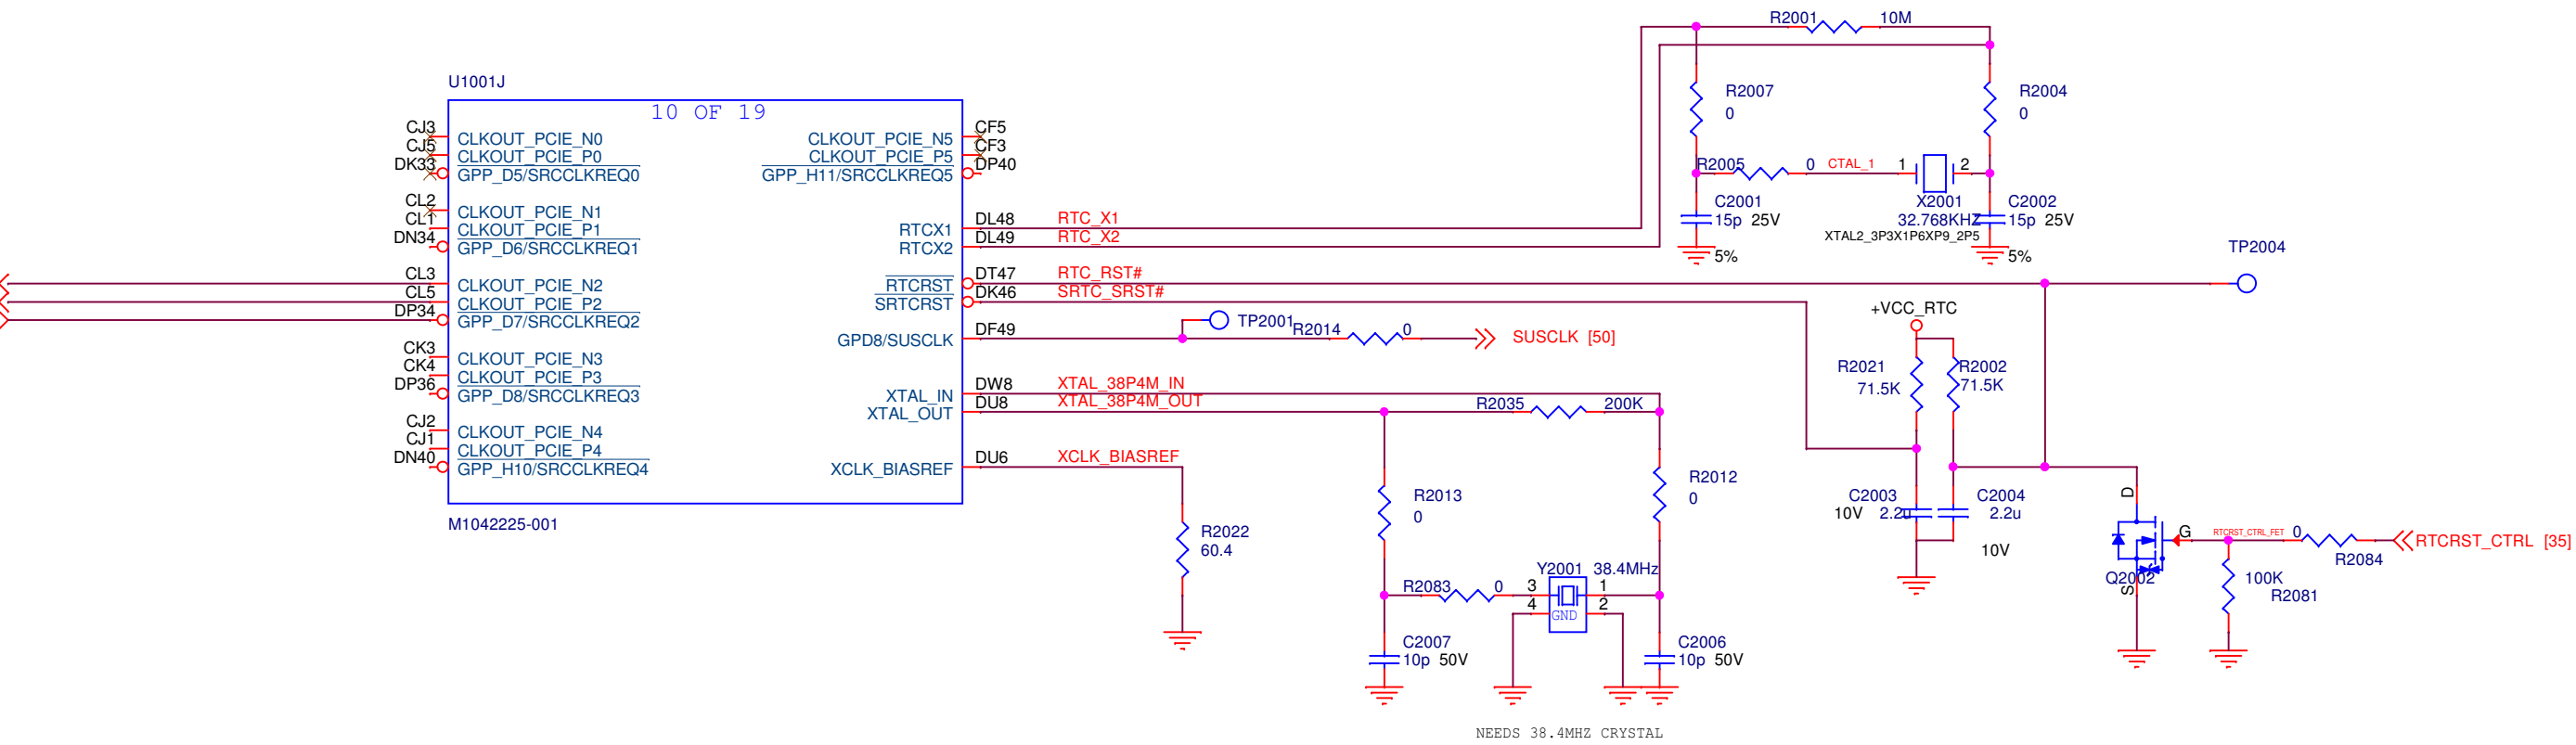 R2001 10M
U1001J
10 OF 19
R2007
0
R2004
0
CJ3 CLKOUT_PCIE_N0 CLKOUT_PCIE_N5 CF5
CJ5 CLKOUT_PCIE_P0 CLKOUT_PCIE_P5 CF3
DK33 GPP_D5/SRCCLKREQ0 GPP_H11/SRCCLKREQ5 DP40
R2005 0 CTAL_1 1 2
CL2 CLKOUT_PCIE_N1
CL1 CLKOUT_PCIE_P1 RTCX1 DL48 RTC_X1
DN34 GPP_D6/SRCCLKREQ1 RTCX2 DL49 RTC_X2
C2001 X2001 C2002
15p 25V 32.768KHZ 15p 25V
XTAL2_3P3X1P6XP9_2P5
5% 5%
TP2004
CL3 CLKOUT_PCIE_N2 RTCRST DT47 RTC_RST#
CL5 CLKOUT_PCIE_P2 SRTCRST DK46 SRTC_SRST#
DP34 GPP_D7/SRCCLKREQ2
+VCC_RTC
TP2001 R2014 0 SUSCLK [50]
GPD8/SUSCLK DF49
CK3 CLKOUT_PCIE_N3
CK4 CLKOUT_PCIE_P3
DP36 GPP_D8/SRCCLKREQ3 XTAL_IN DW8 XTAL_38P4M_IN
XTAL_OUT DU8 XTAL_38P4M_OUT R2035 200K
R2021 R2002
71.5K 71.5K
CJ2 CLKOUT_PCIE_N4
CJ1 CLKOUT_PCIE_P4
DN40 GPP_H10/SRCCLKREQ4 XCLK_BIASREF DU6 XCLK_BIASREF
M1042225-001
R2013
0
R2012
0
C2003 C2004
10V 2.2u 2.2u
10V
R2022
60.4
D
G RTCRST_CTRL_FET 0 RTCRST_CTRL [35]
R2084
Q2002
S
100K
R2081
Y2001 38.4MHz
R2083 0 3 1
4 GND 2
C2007 C2006
10p 50V 10p 50V
NEEDS 38.4MHZ CRYSTAL